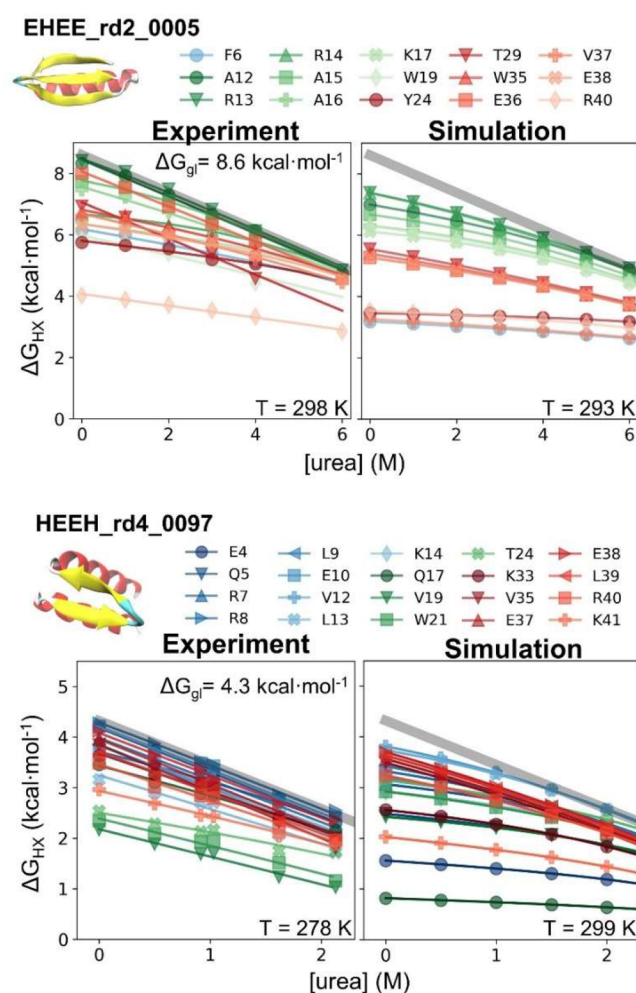 EHEE_rd2_0005
F6 R14 K17 T29 V37
A12 A15 W19 W35 E38
R13 A16 Y24 E36 R40
Experiment Simulation
ΔGgl= 8.6 kcal·mol-1
8
6
4
2
0
ΔGHX (kcal·mol-1)
T = 298 K T = 293 K
0 2 4 6 0 2 4 6
[urea] (M)
HEEH_rd4_0097
E4 L9 K14 T24 E38
Q5 E10 Q17 K33 L39
R7 V12 V19 V35 R40
R8 L13 W21 E37 K41
Experiment Simulation
ΔGgl= 4.3 kcal·mol-1
5
4
3
2
1
0
ΔGHX (kcal·mol-1)
T = 278 K T = 299 K
0 1 2 0 1 2
[urea] (M)